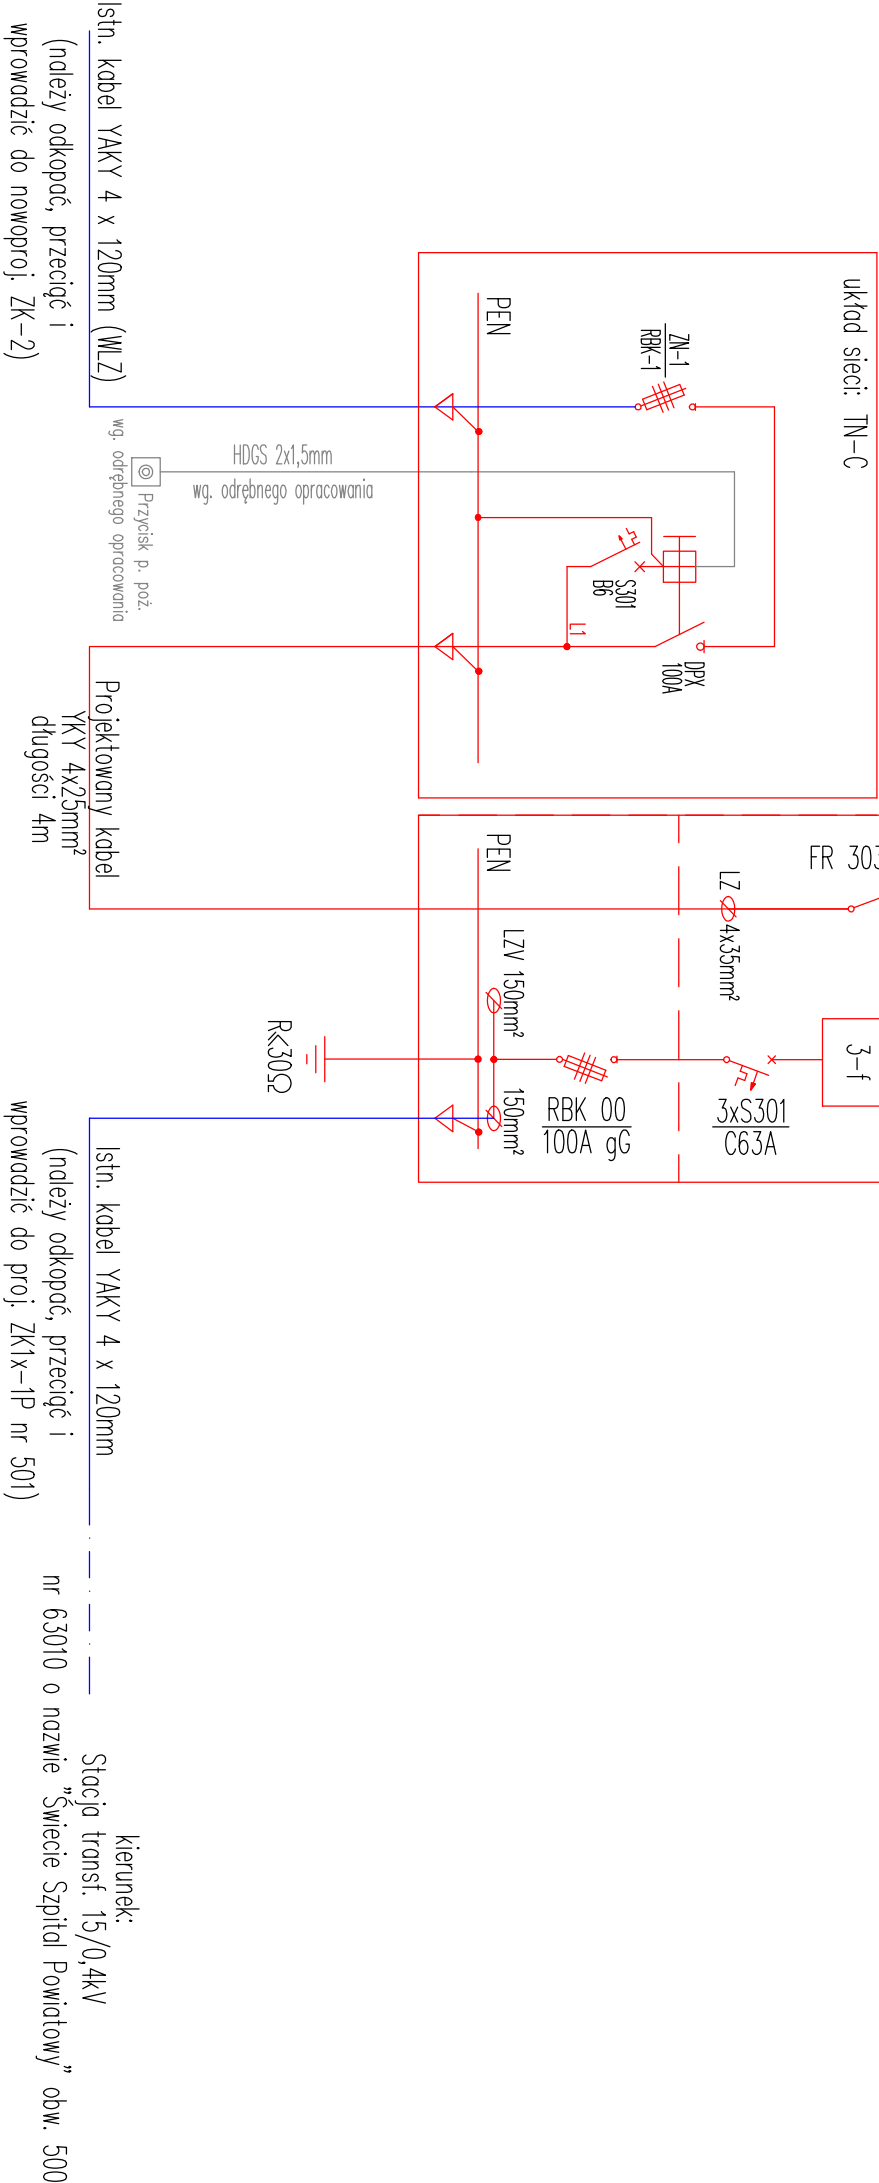 układ sieci: TN-C
ZN-1
RBK-1
PEN
DPX
100A
S301
B6
L1
HDGS 2x1,5mm
wg. odrębnego opracowania
Przycisk p. poż.
wg. odrębnego opracowania
Istn. kabel YAKY 4 x 120mm (WLZ)
(należy odkopać, przeciąć i
wprowadzić do nowoproj. ZK-2)
Projektowany kabel
YKY 4x25mm²
długości 4m
FR 303
LZ 4x35mm²
3-f
3xS301
C63A
RBK 00
100A gG
PEN
LZV 150mm²
150mm²
R≪30Ω
Istn. kabel YAKY 4 x 120mm
(należy odkopać, przeciąć i
wprowadzić do proj. ZK1x-1P nr 501)
kierunek:
Stacja transf. 15/0,4kV
nr 63010 o nazwie "Świecie Szpital Powiatowy" obw. 500